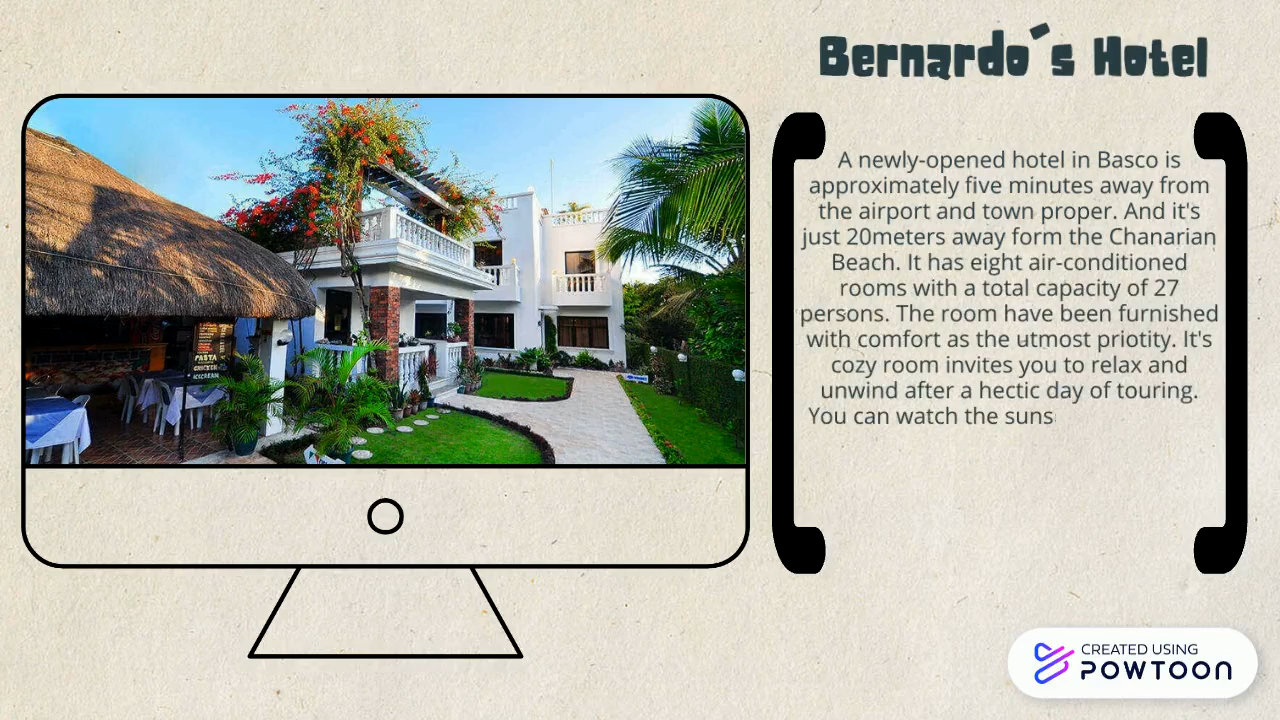 Bernardo´s Hotel
A newly-opened hotel in Basco is
approximately five minutes away from
the airport and town proper. And it's
just 20meters away form the Chanarian
Beach. It has eight air-conditioned
rooms with a total capacity of 27
persons. The room have been furnished
with comfort as the utmost priotity. It's
cozy room invites you to relax and
unwind after a hectic day of touring.
You can watch the suns
PASTA
CHICKEN
ICE CREAM
CREATED USING
POWTOON